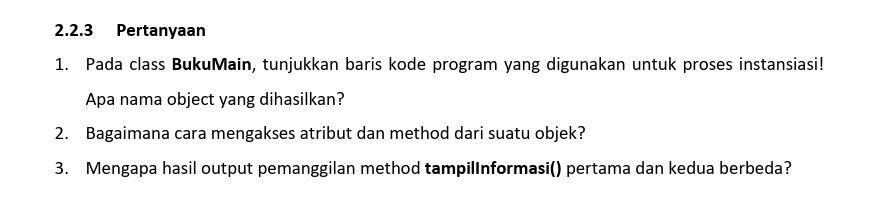 2.2.3 Pertanyaan
1. Pada class BukuMain, tunjukkan baris kode program yang digunakan untuk proses instansiasi!
Apa nama object yang dihasilkan?
2. Bagaimana cara mengakses atribut dan method dari suatu objek?
3. Mengapa hasil output pemanggilan method tampilInformasi() pertama dan kedua berbeda?